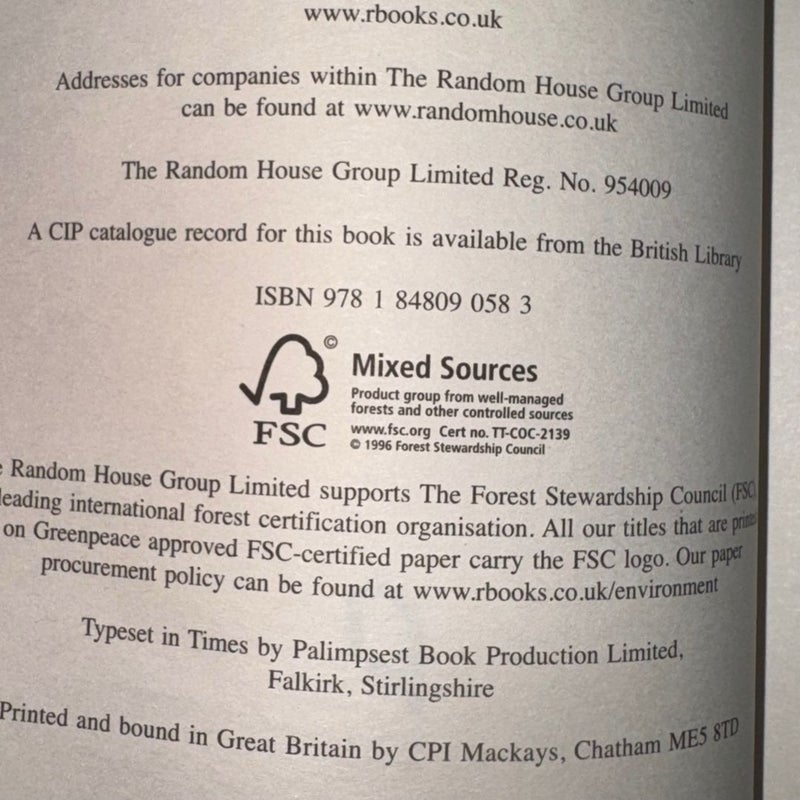 www.rbooks.co.uk
Addresses for companies within The Random House Group Limited
can be found at www.randomhouse.co.uk
The Random House Group Limited Reg. No. 954009
A CIP catalogue record for this book is available from the British Library
ISBN 978 1 84809 058 3
©
Mixed Sources
Product group from well-managed
forests and other controlled sources
www.fsc.org Cert no. TT-COC-2139
© 1996 Forest Stewardship Council
FSC
Random House Group Limited supports The Forest Stewardship Council (FSC)
leading international forest certification organisation. All our titles that are printed
on Greenpeace approved FSC-certified paper carry the FSC logo. Our paper
procurement policy can be found at www.rbooks.co.uk/environment
Typeset in Times by Palimpsest Book Production Limited,
Falkirk, Stirlingshire
Printed and bound in Great Britain by CPI Mackays, Chatham ME5 8TD